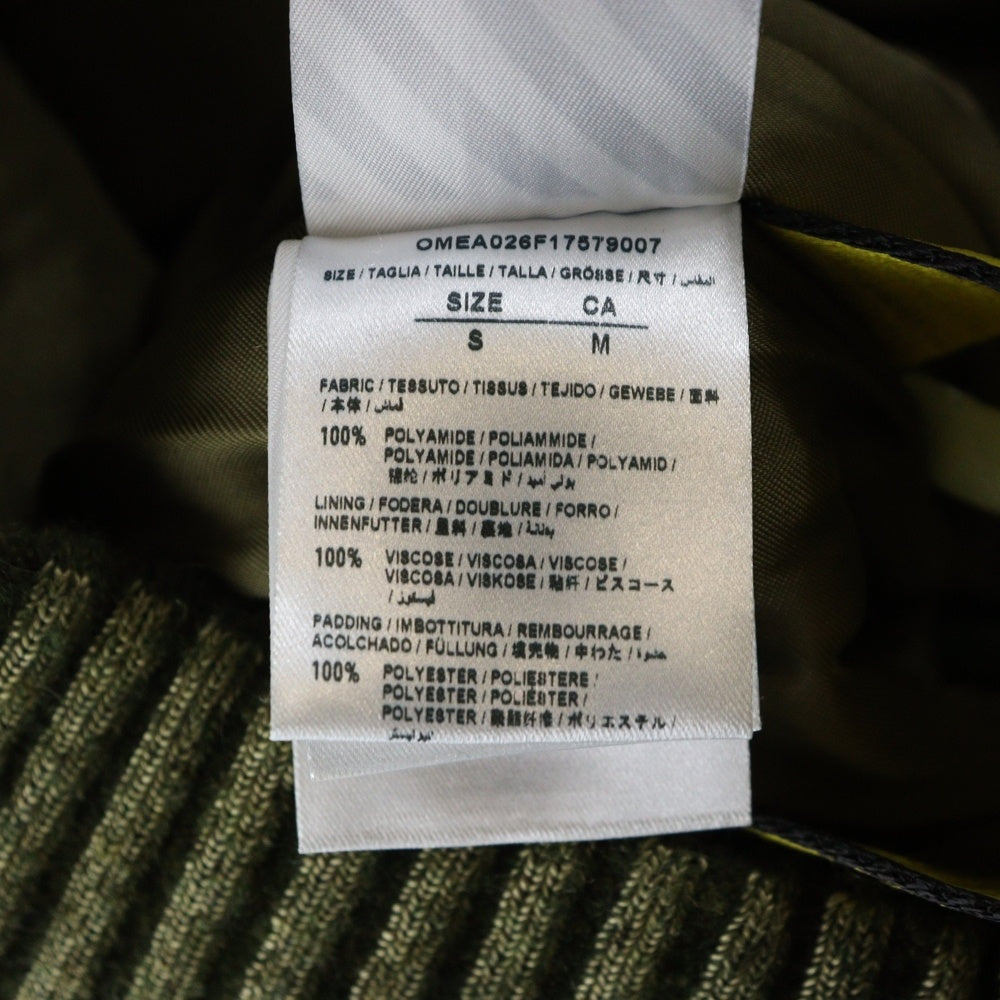 OMEA026F17579007
SIZE / TAGLIA / TAILLE / TALLA / GRÖSSE / 尺寸 / المقاس
SIZE CA
S M
FABRIC / TESSUTO / TISSUS / TEJIDO / GEWEBE / 面料
/ 本体 / قماش
100% POLYAMIDE / POLIAMMIDE /
POLYAMIDE / POLIAMIDA / POLYAMID /
锦纶 / ポリアミド / بولي أميد
LINING / FODERA / DOUBLURE / FORRO /
INNENFUTTER / 里料 / 裏地 / بطانة
100% VISCOSE / VISCOSA / VISCOSE /
VISCOSA / VISKOSE / 黏纤 / ビスコース
/ فيسكوز
PADDING / IMBOTTITURA / REMBOURRAGE /
ACOLCHADO / FÜLLUNG / 填充物 / 中わた / حشوة
100% POLYESTER / POLIESTERE /
POLYESTER / POLIÉSTER /
POLYESTER / 聚酯纤维 / ポリエステル /